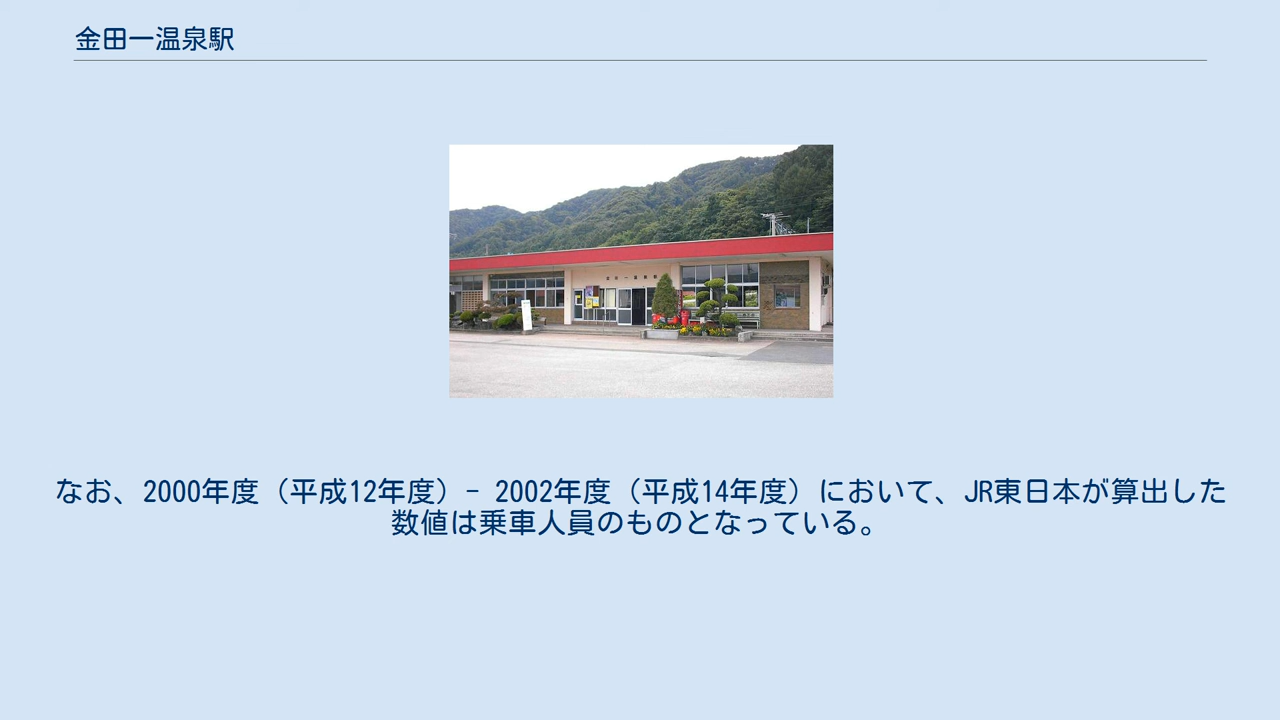 金田一温泉駅
なお、2000年度（平成12年度）- 2002年度（平成14年度）において、JR東日本が算出した
数値は乗車人員のものとなっている。